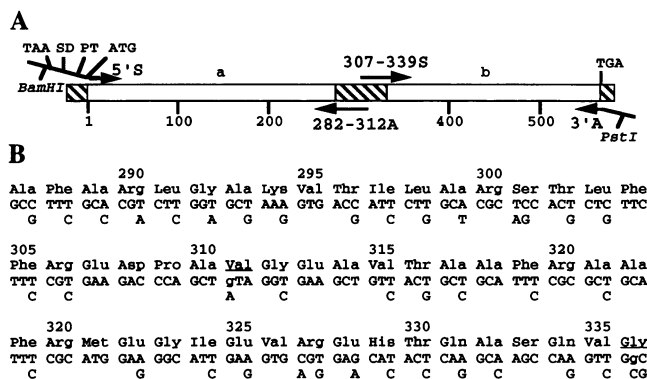 A
TAA SD PT ATG
5'S
a
307-339S
b
TGA
BamHI
282-312A
3'A
PstI
1 100 200 400 500
B
290 295 300
Ala Phe Ala Arg Leu Gly Ala Lys Val Thr Ile Leu Ala Arg Ser Thr Leu Phe
GCC TTT GCA CGT CTT GGT GCT AAA GTG ACC ATT CTT GCA CGC TCC ACT CTC TTC
G C C A C A G G G C G T AG G G
305 310 315 320
Phe Arg Glu Asp Pro Ala Val Gly Glu Ala Val Thr Ala Ala Phe Arg Ala Ala
TTT CGT GAA GAC CCA GCT gTA GGT GAA GCT GTT ACT GCT GCA TTT CGC GCT GCA
C C A C C G C C G
320 325 330 335
Phe Arg Met Glu Gly Ile Glu Val Arg Glu His Thr Gln Ala Ser Gln Val Gly
TTT CGC ATG GAA GGC ATT GAA GTG CGT GAG CAT ACT CAA GCA AGC CAA GTT GgC
C G C G A G A C C G C C CG